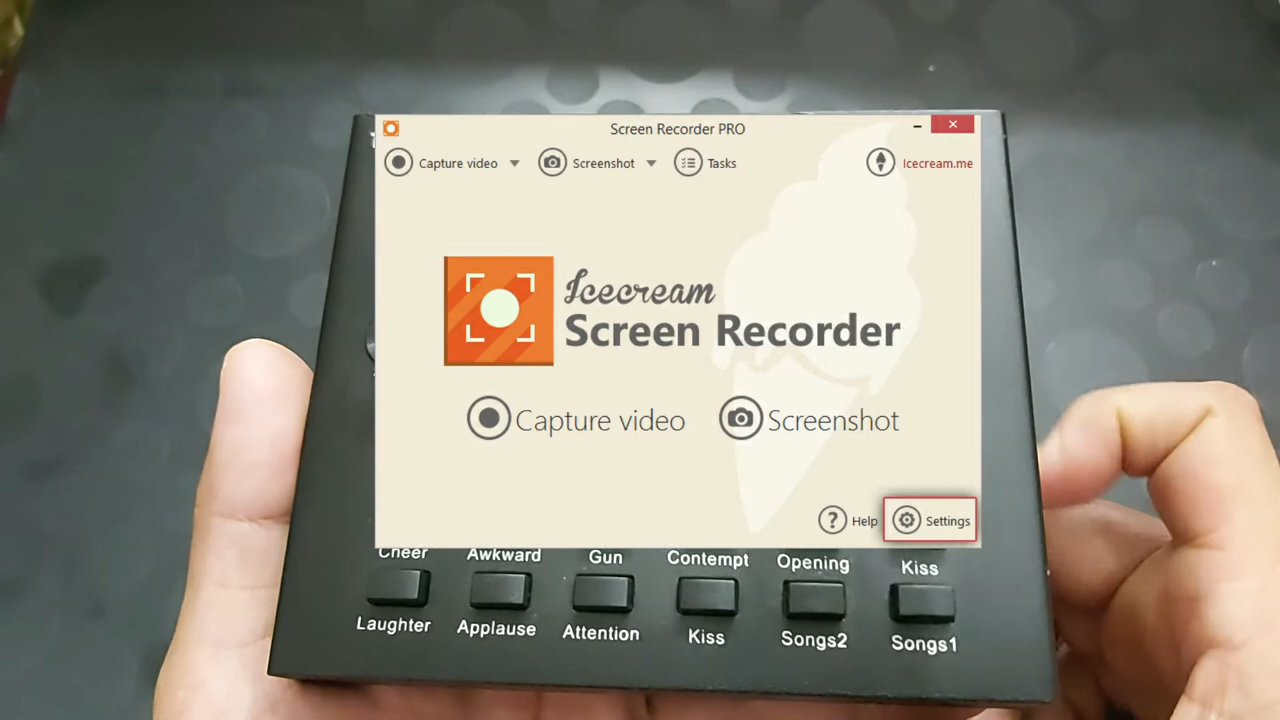 Screen Recorder PRO
Capture video Screenshot Tasks Icecream.me
Icecream
Screen Recorder
Capture video Screenshot
? Help Settings
Cheer Awkward Gun Contempt Opening Kiss
Laughter Applause Attention Kiss Songs2 Songs1